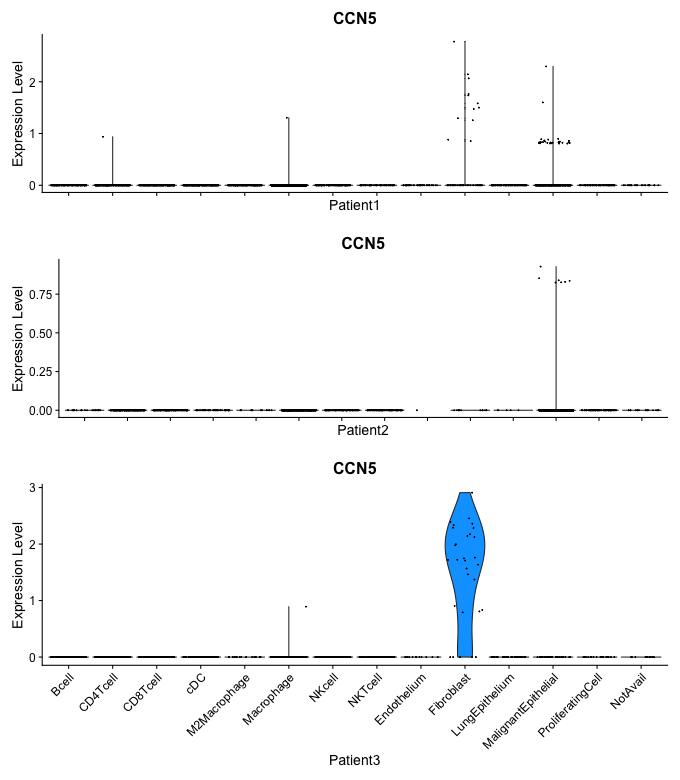 CCN5
Expression Level
2
1
0
Patient1
CCN5
Expression Level
0.75
0.50
0.25
0.00
Patient2
CCN5
Expression Level
3
2
1
0
Bcell
CD4Tcell
CD8Tcell
cDC
M2Macrophage
Macrophage
NKcell
NKTcell
Endothelium
Fibroblast
LungEpithelium
MalignantEpithelial
ProliferatingCell
NotAvail
Patient3